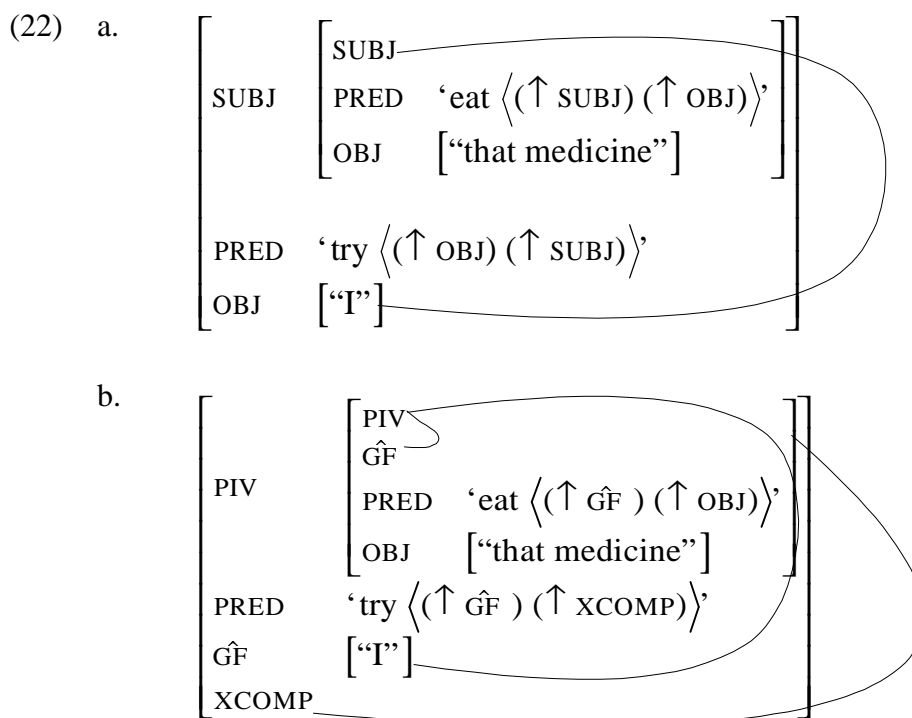 (22) a.
SUBJ
SUBJ PRED ‘eat ⟨(↑ SUBJ) (↑ OBJ)⟩’
OBJ [“that medicine”]
PRED ‘try ⟨(↑ OBJ) (↑ SUBJ)⟩’
OBJ [“I”]
b.
PIV
GF̂
PIV PRED ‘eat ⟨(↑ GF̂ ) (↑ OBJ)⟩’
OBJ [“that medicine”]
PRED ‘try ⟨(↑ GF̂ ) (↑ XCOMP)⟩’
GF̂ [“I”]
XCOMP